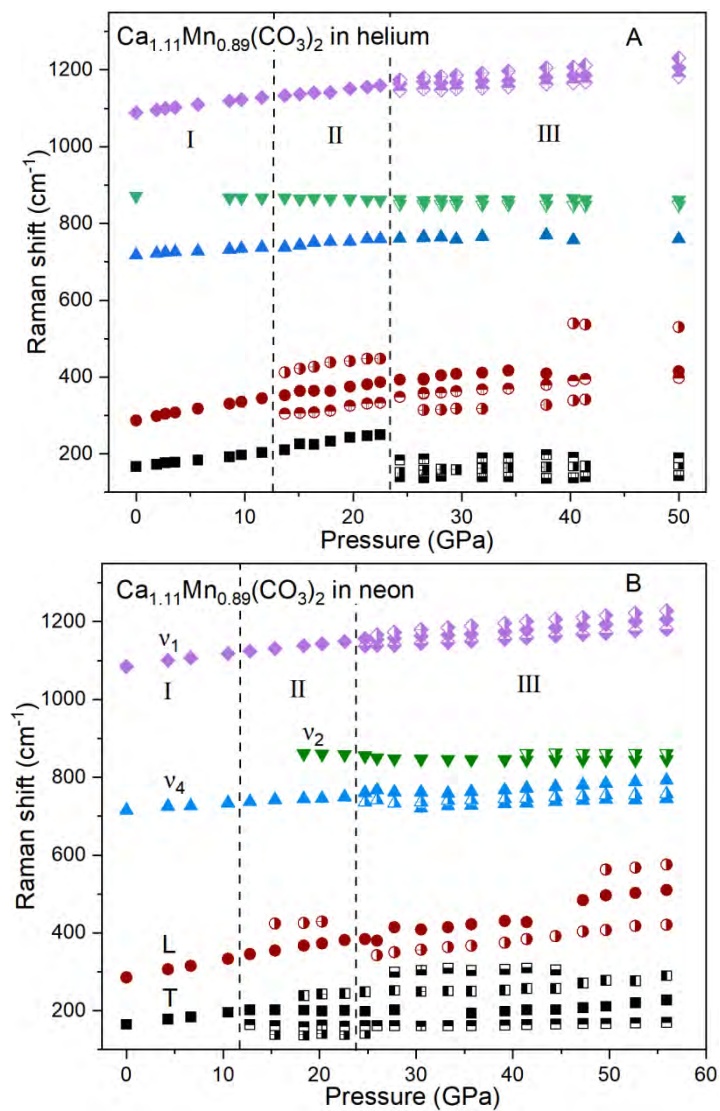 Ca1.11Mn0.89(CO3)2 in helium
A
1200
1000
800
600
400
200
I
II
III
Raman shift (cm-1)
0
10
20
30
40
50
Pressure (GPa)
Ca1.11Mn0.89(CO3)2 in neon
B
1200
1000
800
600
400
200
ν1
I
II
III
ν2
ν4
L
T
Raman shift (cm-1)
0
10
20
30
40
50
60
Pressure (GPa)